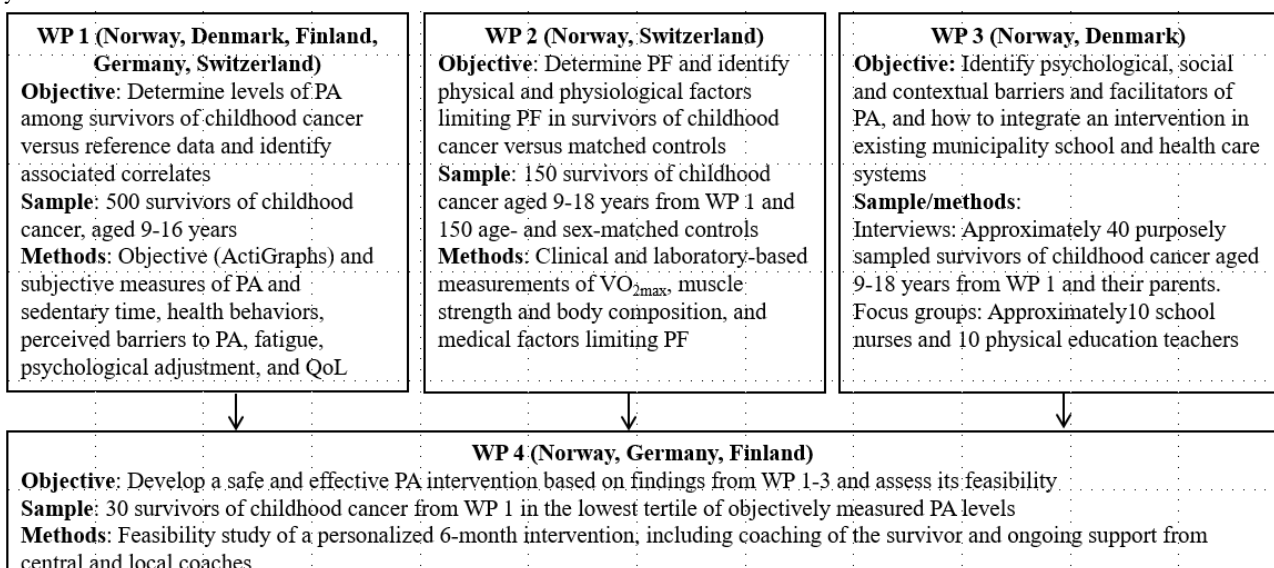 WP 1 (Norway, Denmark, Finland,
Germany, Switzerland)
Objective: Determine levels of PA
among survivors of childhood cancer
versus reference data and identify
associated correlates
Sample: 500 survivors of childhood
cancer, aged 9-16 years
Methods: Objective (ActiGraphs) and
subjective measures of PA and
sedentary time, health behaviors,
perceived barriers to PA, fatigue,
psychological adjustment, and QoL
WP 2 (Norway, Switzerland)
Objective: Determine PF and identify
physical and physiological factors
limiting PF in survivors of childhood
cancer versus matched controls
Sample: 150 survivors of childhood
cancer aged 9-18 years from WP 1 and
150 age- and sex-matched controls
Methods: Clinical and laboratory-based
measurements of VO2max, muscle
strength and body composition, and
medical factors limiting PF
WP 3 (Norway, Denmark)
Objective: Identify psychological, social
and contextual barriers and facilitators of
PA, and how to integrate an intervention in
existing municipality school and health care
systems
Sample/methods:
Interviews: Approximately 40 purposely
sampled survivors of childhood cancer aged
9-18 years from WP 1 and their parents.
Focus groups: Approximately10 school
nurses and 10 physical education teachers
WP 4 (Norway, Germany, Finland)
Objective: Develop a safe and effective PA intervention based on findings from WP 1-3 and assess its feasibility
Sample: 30 survivors of childhood cancer from WP 1 in the lowest tertile of objectively measured PA levels
Methods: Feasibility study of a personalized 6-month intervention, including coaching of the survivor and ongoing support from
central and local coaches